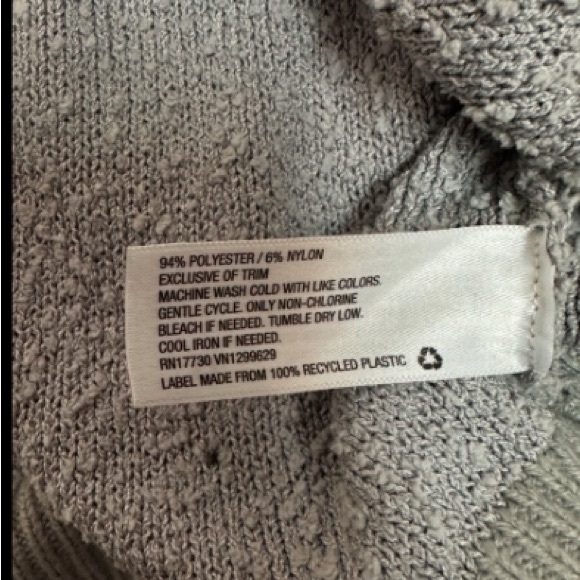 94% POLYESTER / 6% NYLON
EXCLUSIVE OF TRIM
MACHINE WASH COLD WITH LIKE COLORS.
GENTLE CYCLE. ONLY NON-CHLORINE
BLEACH IF NEEDED. TUMBLE DRY LOW.
COOL IRON IF NEEDED.
RN17730 VN1299629
LABEL MADE FROM 100% RECYCLED PLASTIC